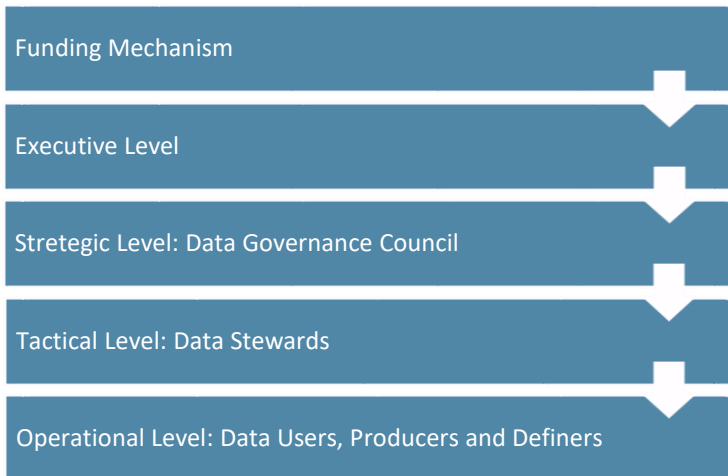 Funding Mechanism
Executive Level
Stretegic Level: Data Governance Council
Tactical Level: Data Stewards
Operational Level: Data Users, Producers and Definers